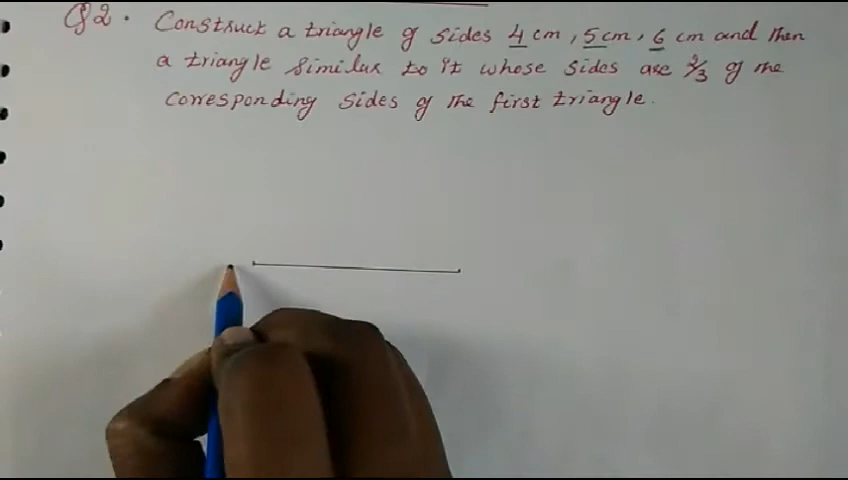 Q2. Construct a triangle of sides 4 cm, 5 cm, 6 cm and then
a triangle similar to it whose sides are 2/3 of the
corresponding sides of the first triangle.